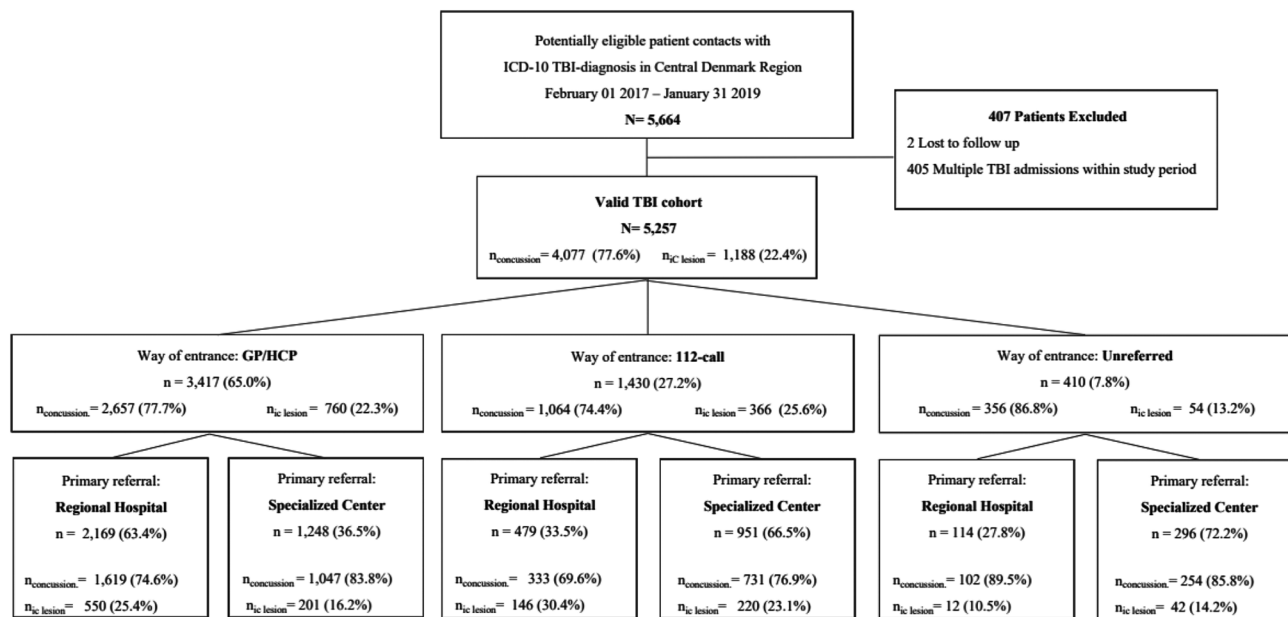 Potentially eligible patient contacts with
ICD-10 TBI-diagnosis in Central Denmark Region
February 01 2017 – January 31 2019
N= 5,664
407 Patients Excluded
2 Lost to follow up
405 Multiple TBI admissions within study period
Valid TBI cohort
N= 5,257
nconcussion= 4,077 (77.6%) niC lesion= 1,188 (22.4%)
Way of entrance: GP/HCP
n = 3,417 (65.0%)
nconcussion.= 2,657 (77.7%) nic lesion= 760 (22.3%)
Way of entrance: 112-call
n = 1,430 (27.2%)
nconcussion= 1,064 (74.4%) nic lesion= 366 (25.6%)
Way of entrance: Unreferred
n = 410 (7.8%)
nconcussion= 356 (86.8%) nic lesion= 54 (13.2%)
Primary referral:
Regional Hospital
n = 2,169 (63.4%)
nconcussion.= 1,619 (74.6%)
nic lesion= 550 (25.4%)
Primary referral:
Specialized Center
n = 1,248 (36.5%)
nconcussion.= 1,047 (83.8%)
nic lesion= 201 (16.2%)
Primary referral:
Regional Hospital
n = 479 (33.5%)
nconcussion.= 333 (69.6%)
nic lesion= 146 (30.4%)
Primary referral:
Specialized Center
n = 951 (66.5%)
nconcussion.= 731 (76.9%)
nic lesion= 220 (23.1%)
Primary referral:
Regional Hospital
n = 114 (27.8%)
nconcussion.= 102 (89.5%)
nic lesion= 12 (10.5%)
Primary referral:
Specialized Center
n = 296 (72.2%)
nconcussion.= 254 (85.8%)
nic lesion= 42 (14.2%)